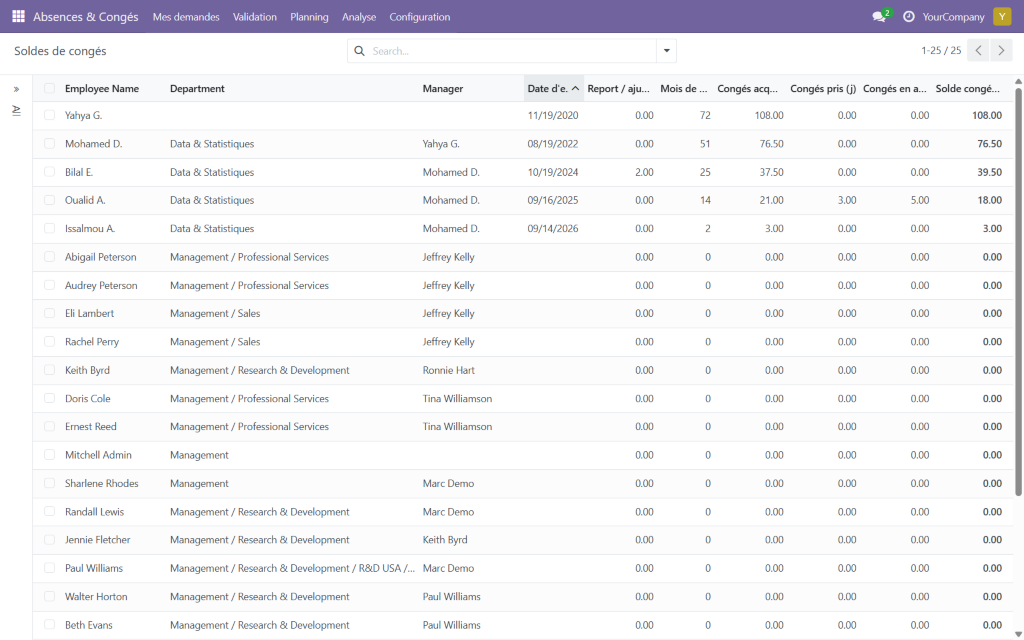 Absences & Congés Mes demandes Validation Planning Analyse Configuration 2 YourCompany Y
Soldes de congés Search... 1-25 / 25
Employee Name Department Manager Date d'e. Report / aju... Mois de ... Congés acq... Congés pris (j) Congés en a... Solde congé...
Yahya G. 11/19/2020 0.00 72 108.00 0.00 0.00 108.00
Mohamed D. Data & Statistiques Yahya G. 08/19/2022 0.00 51 76.50 0.00 0.00 76.50
Bilal E. Data & Statistiques Mohamed D. 10/19/2024 2.00 25 37.50 0.00 0.00 39.50
Oualid A. Data & Statistiques Mohamed D. 09/16/2025 0.00 14 21.00 3.00 5.00 18.00
Issalmou A. Data & Statistiques Mohamed D. 09/14/2026 0.00 2 3.00 0.00 0.00 3.00
Abigail Peterson Management / Professional Services Jeffrey Kelly 0.00 0 0.00 0.00 0.00 0.00
Audrey Peterson Management / Professional Services Jeffrey Kelly 0.00 0 0.00 0.00 0.00 0.00
Eli Lambert Management / Sales Jeffrey Kelly 0.00 0 0.00 0.00 0.00 0.00
Rachel Perry Management / Sales Jeffrey Kelly 0.00 0 0.00 0.00 0.00 0.00
Keith Byrd Management / Research & Development Ronnie Hart 0.00 0 0.00 0.00 0.00 0.00
Doris Cole Management / Professional Services Tina Williamson 0.00 0 0.00 0.00 0.00 0.00
Ernest Reed Management / Professional Services Tina Williamson 0.00 0 0.00 0.00 0.00 0.00
Mitchell Admin Management 0.00 0 0.00 0.00 0.00 0.00
Sharlene Rhodes Management Marc Demo 0.00 0 0.00 0.00 0.00 0.00
Randall Lewis Management / Research & Development Marc Demo 0.00 0 0.00 0.00 0.00 0.00
Jennie Fletcher Management / Research & Development Keith Byrd 0.00 0 0.00 0.00 0.00 0.00
Paul Williams Management / Research & Development / R&D USA /... Marc Demo 0.00 0 0.00 0.00 0.00 0.00
Walter Horton Management / Research & Development Paul Williams 0.00 0 0.00 0.00 0.00 0.00
Beth Evans Management / Research & Development Paul Williams 0.00 0 0.00 0.00 0.00 0.00